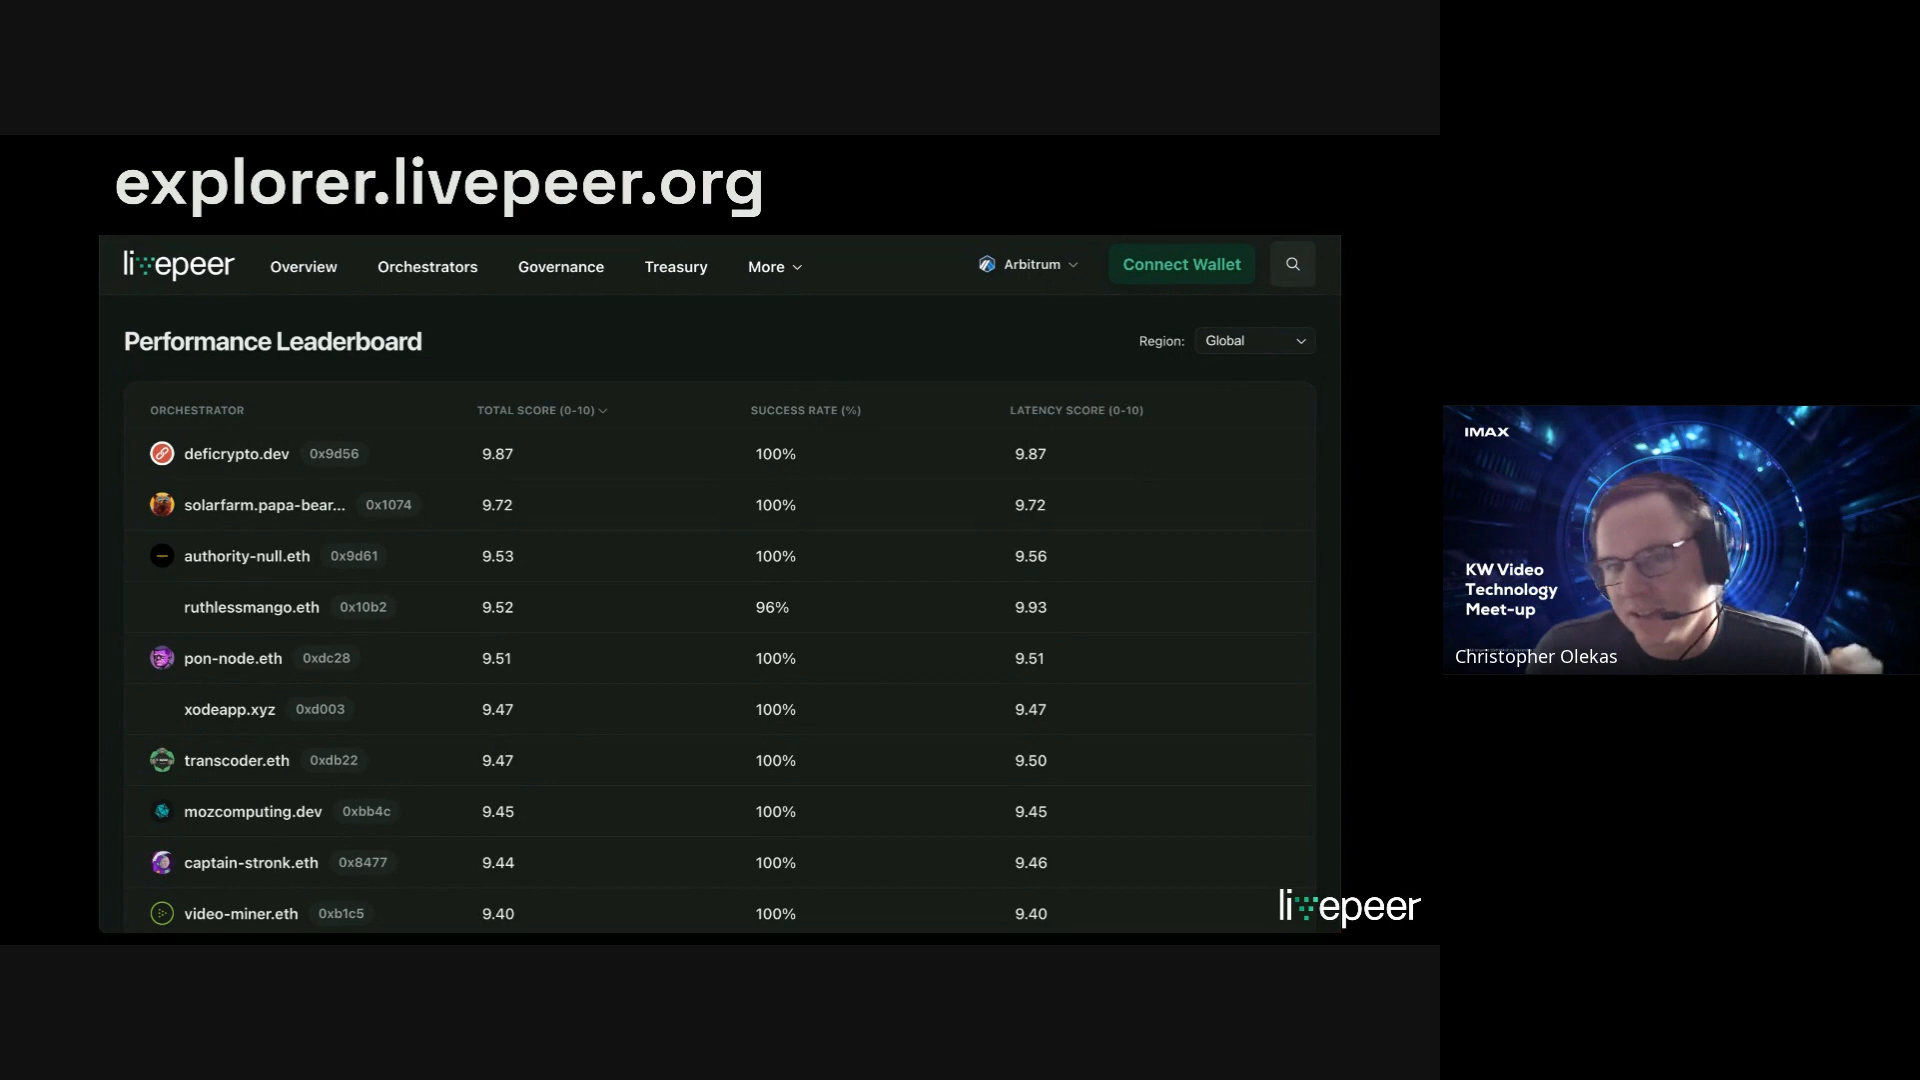 explorer.livepeer.org
livepeer Overview Orchestrators Governance Treasury More Arbitrum Connect Wallet
Performance Leaderboard Region: Global
ORCHESTRATOR TOTAL SCORE (0-10) SUCCESS RATE (%) LATENCY SCORE (0-10)
deficrypto.dev 0x9d56 9.87 100% 9.87
solarfarm.papa-bear... 0x1074 9.72 100% 9.72
authority-null.eth 0x9d61 9.53 100% 9.56
ruthlessmango.eth 0x10b2 9.52 96% 9.93
pon-node.eth 0xdc28 9.51 100% 9.51
xodeapp.xyz 0xd003 9.47 100% 9.47
transcoder.eth 0xdb22 9.47 100% 9.50
mozcomputing.dev 0xbb4c 9.45 100% 9.45
captain-stronk.eth 0x8477 9.44 100% 9.46
video-miner.eth 0xb1c5 9.40 100% 9.40
livepeer
IMAX
KW Video
Technology
Meet-up
Christopher Olekas